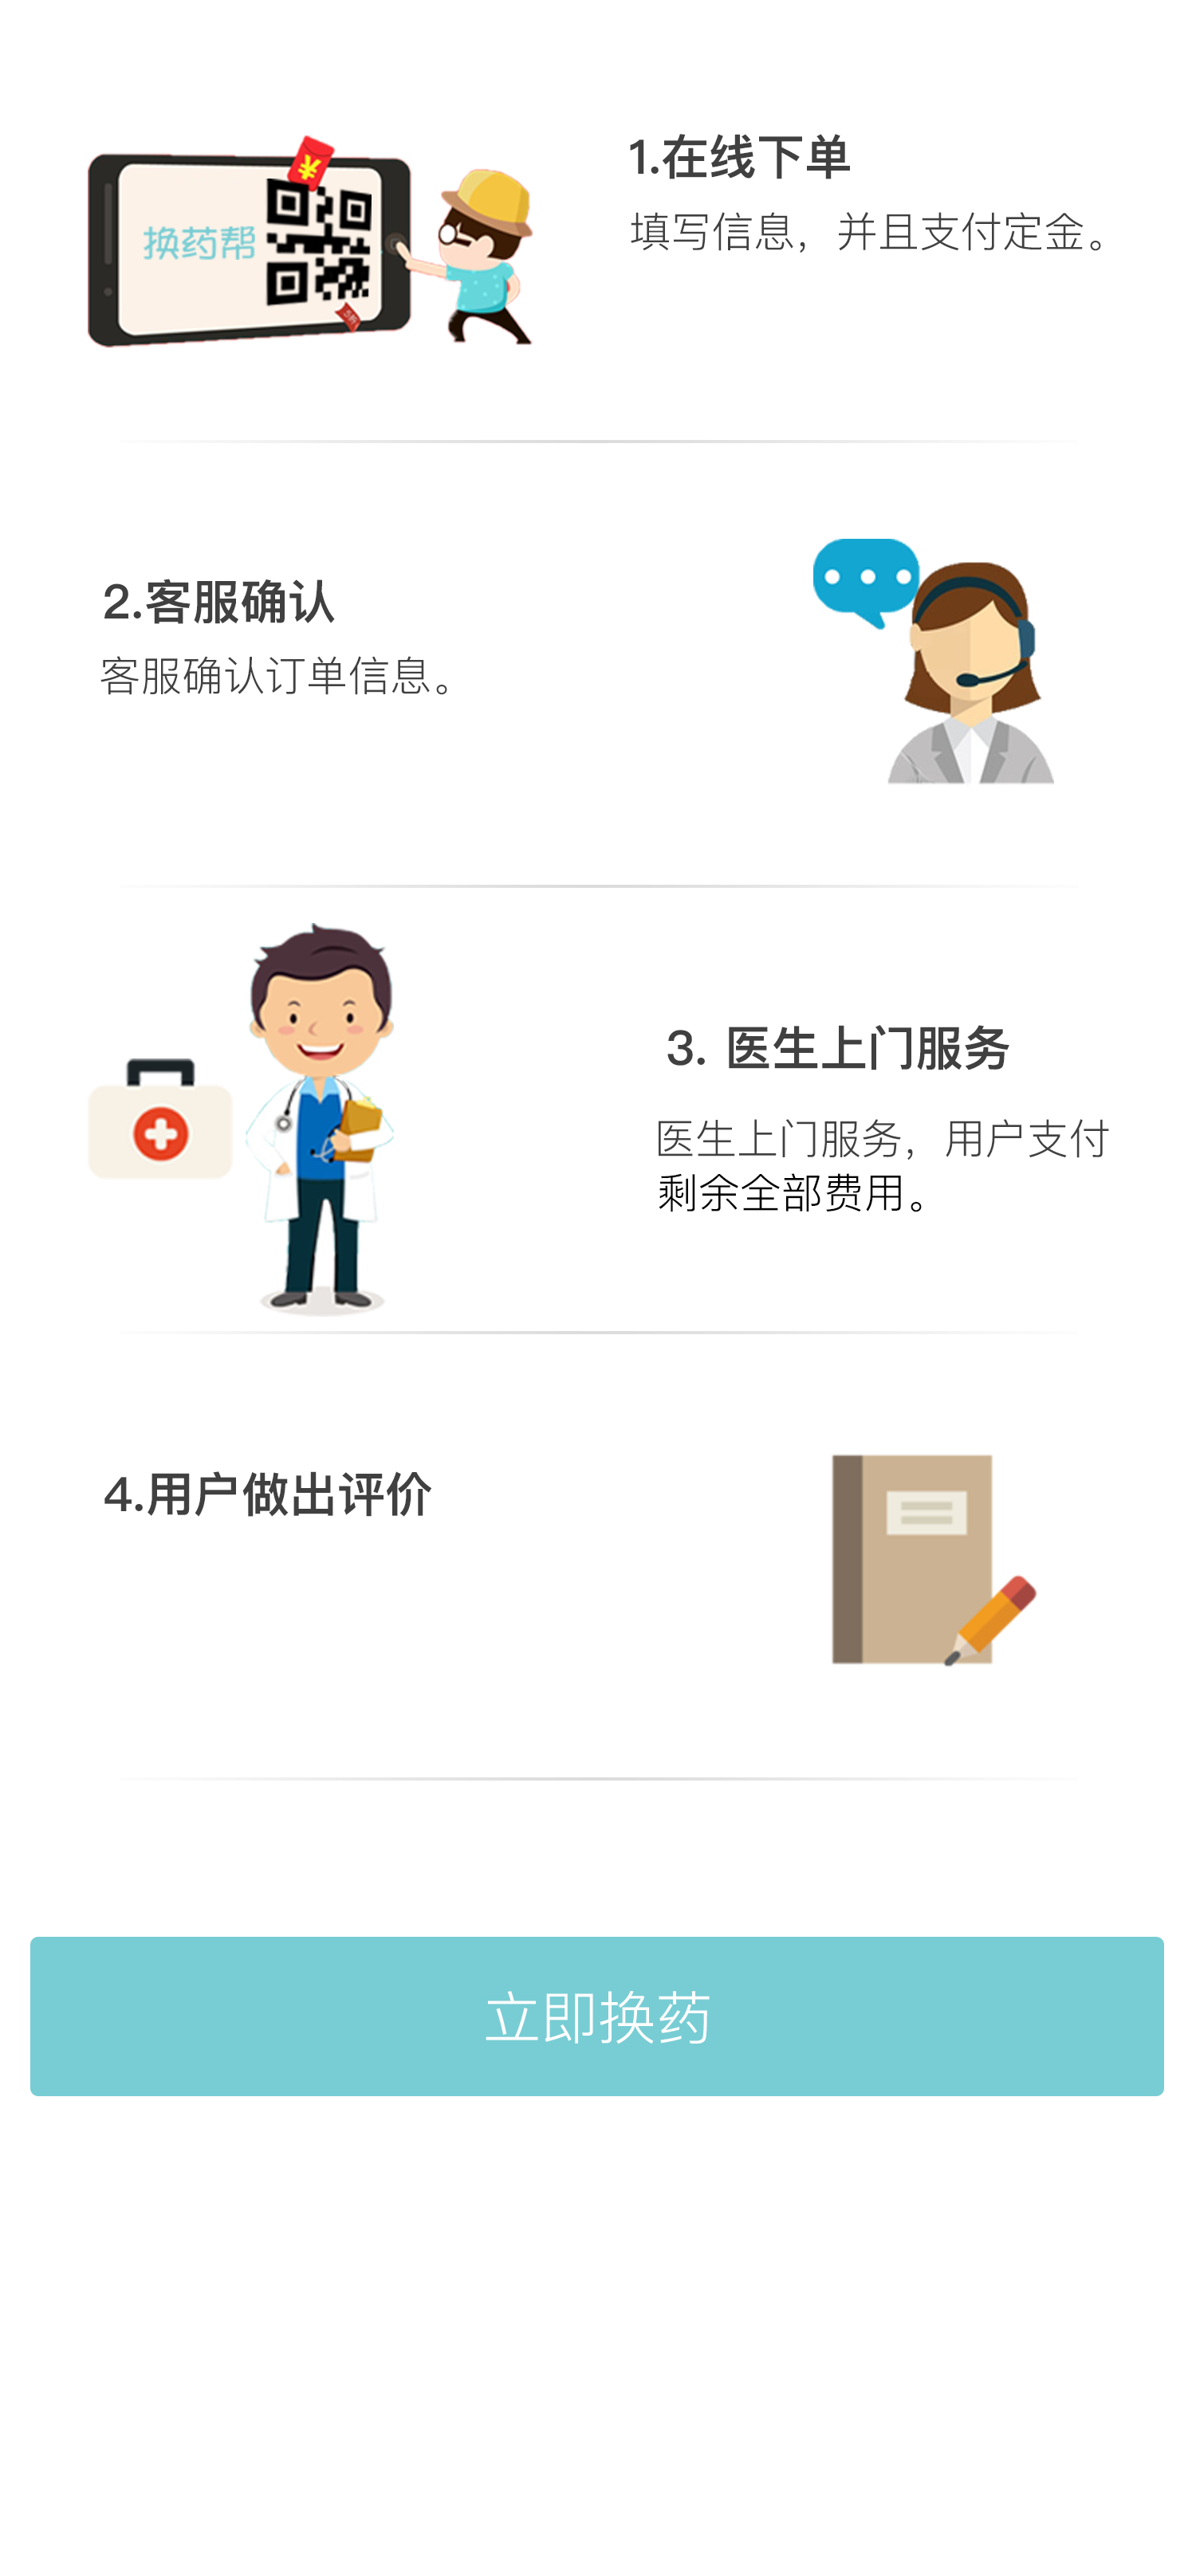 换药帮
¥
1.在线下单
填写信息，并且支付定金。
2.客服确认
客服确认订单信息。
3. 医生上门服务
医生上门服务，用户支付
剩余全部费用。
4.用户做出评价
立即换药